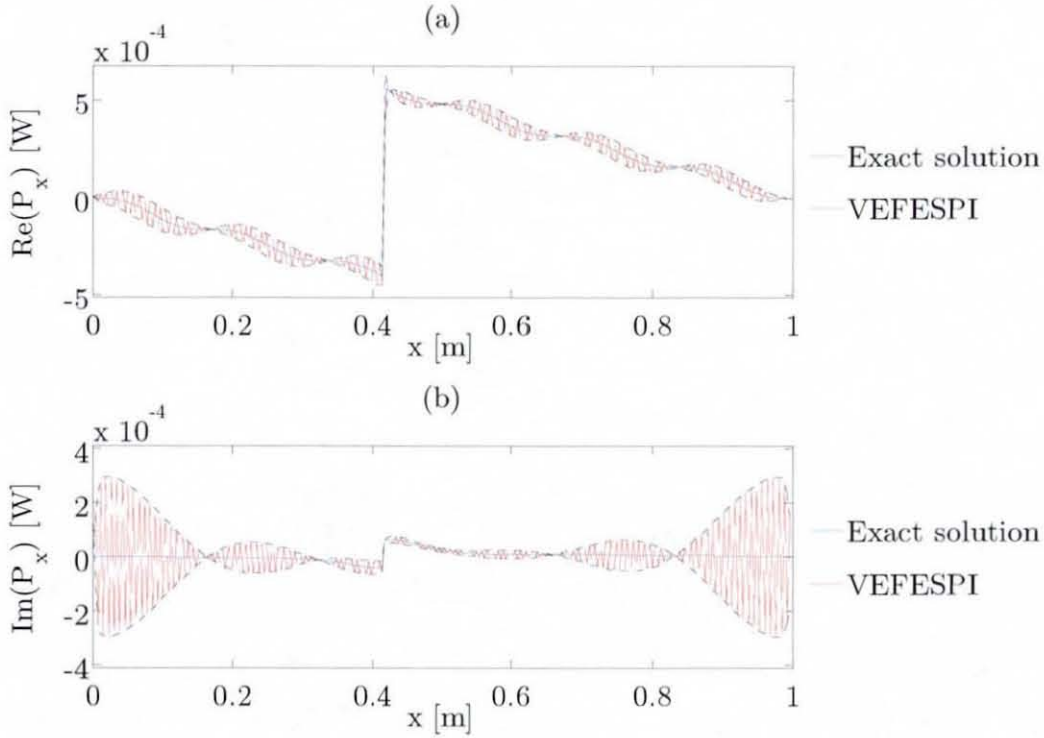 (a)
x 10^-4
5
0
-5
Re(P_x) [W]
0 0.2 0.4 0.6 0.8 1
x [m]
Exact solution
VEFESPI
(b)
x 10^-4
4
2
0
-2
-4
Im(P_x) [W]
0 0.2 0.4 0.6 0.8 1
x [m]
Exact solution
VEFESPI